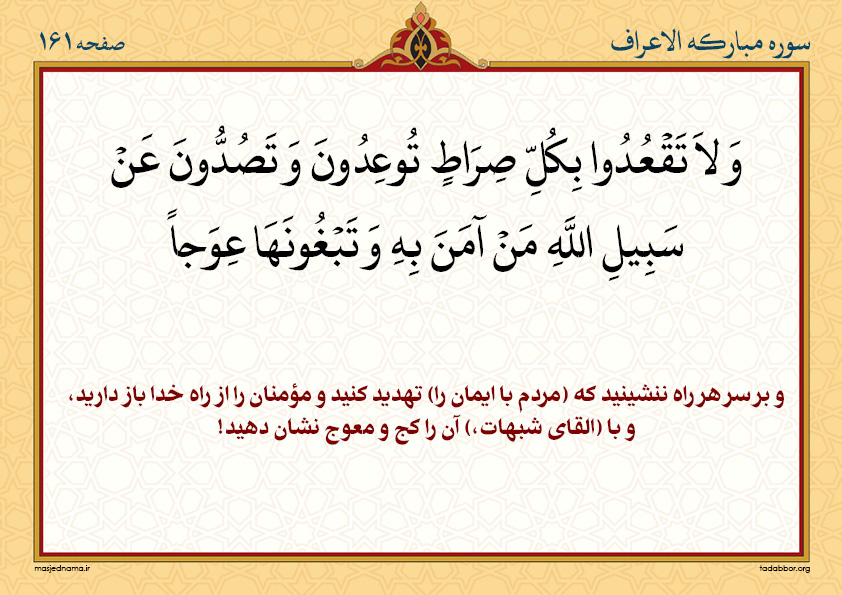 سوره مبارکه الاعراف
صفحه ۱۶۱
وَلاَ تَقْعُدُوا بِکُلِّ صِرَاطٍ تُوعِدُونَ وَ تَصُدُّونَ عَنْ
سَبِیلِ اللَّهِ مَنْ آمَنَ بِهِ وَ تَبْغُونَهَا عِوَجاً
و بر سر هر راه ننشینید که (مردم با ایمان را) تهدید کنید و مؤمنان را از راه خدا باز دارید،
و با (القای شبهات،) آن را کج و معوج نشان دهید!
masjednama.ir
tadabbor.org